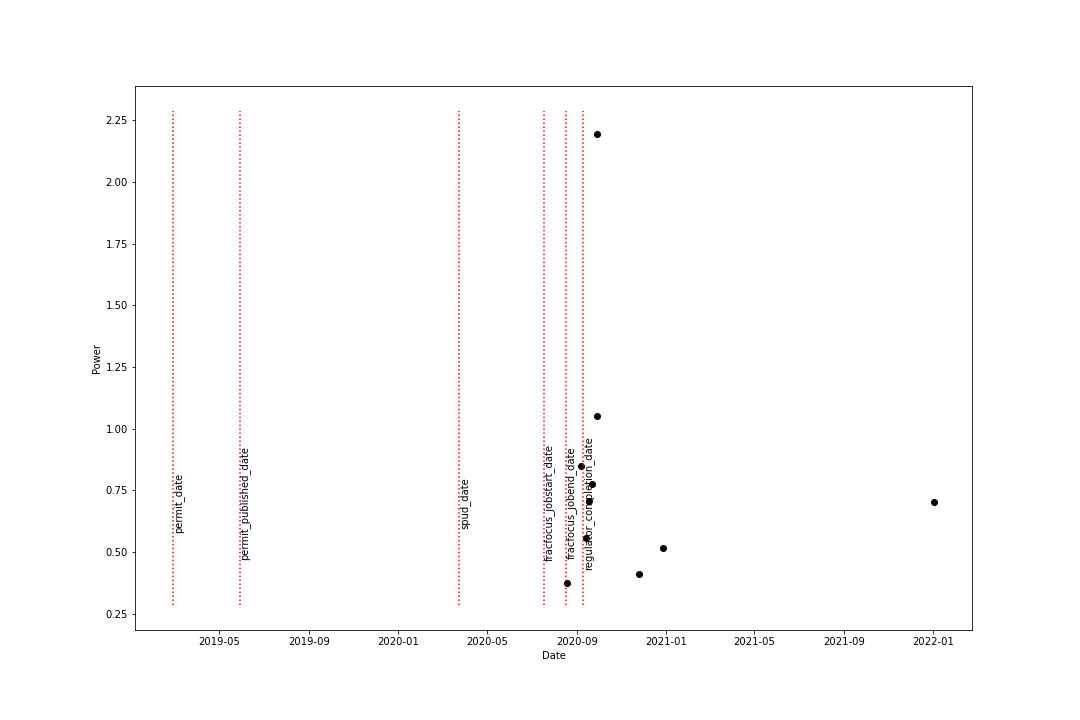 2.25
2.00
1.75
1.50
1.25
1.00
0.75
0.50
0.25
Power
permit_date
permit_published_date
spud_date
fracfocus_jobstart_date
fracfocus_jobend_date
regulator_completion_date
2019-05 2019-09 2020-01 2020-05 2020-09 2021-01 2021-05 2021-09 2022-01
Date